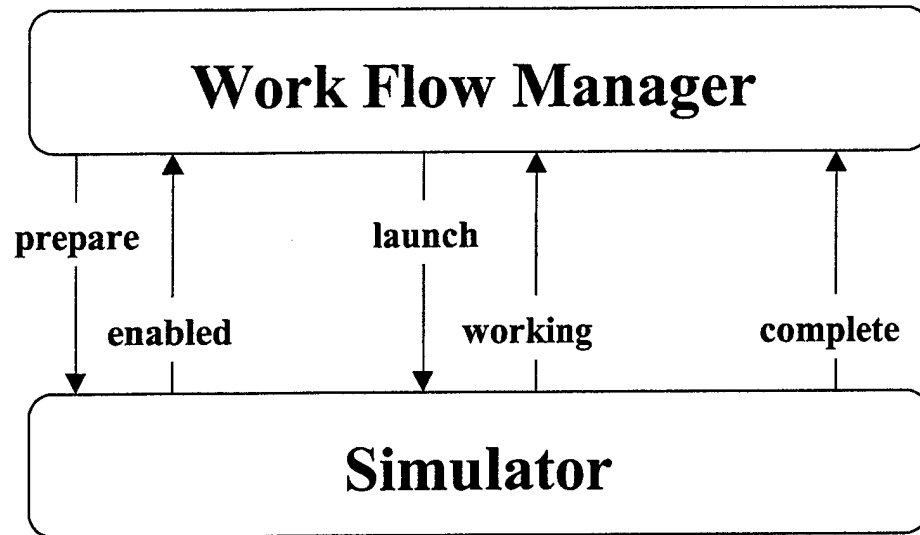 Work Flow Manager
prepare
launch
enabled
working
complete
Simulator